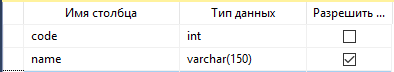 Имя столбца Тип данных Разрешить ...
code int
name varchar(150)